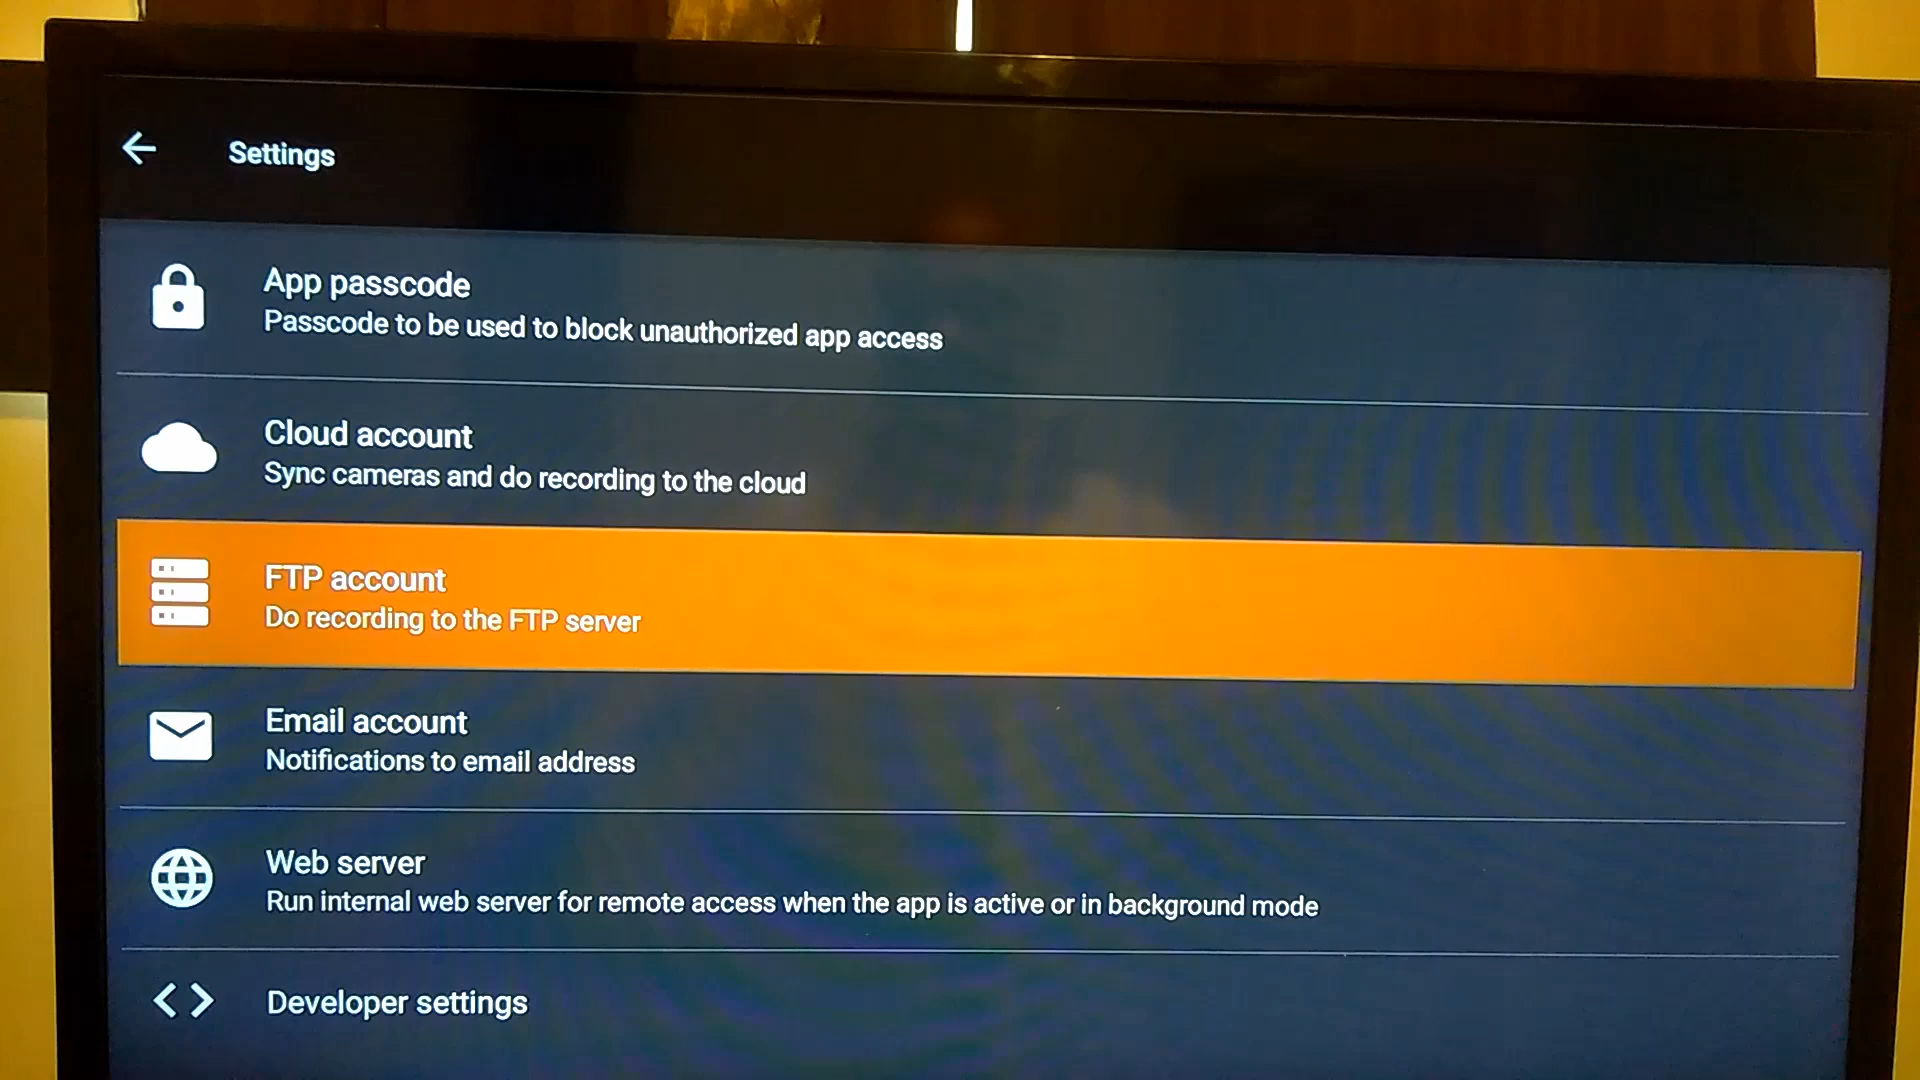 Settings
App passcode
Passcode to be used to block unauthorized app access
Cloud account
Sync cameras and do recording to the cloud
FTP account
Do recording to the FTP server
Email account
Notifications to email address
Web server
Run internal web server for remote access when the app is active or in background mode
Developer settings